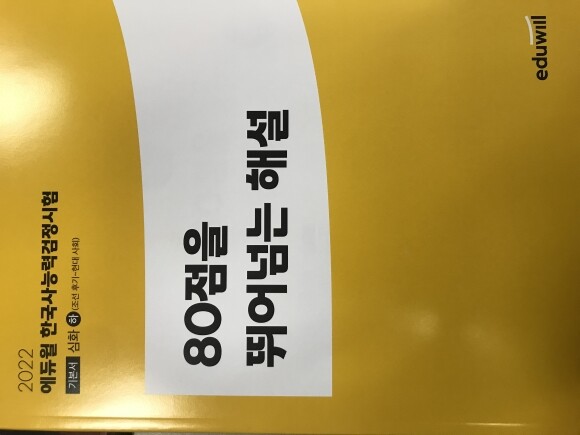 2022
에듀윌 한국사능력검정시험
기본서 심화 하 (조선 후기~현대 사회)
80점을
뛰어넘는 해설
eduwill